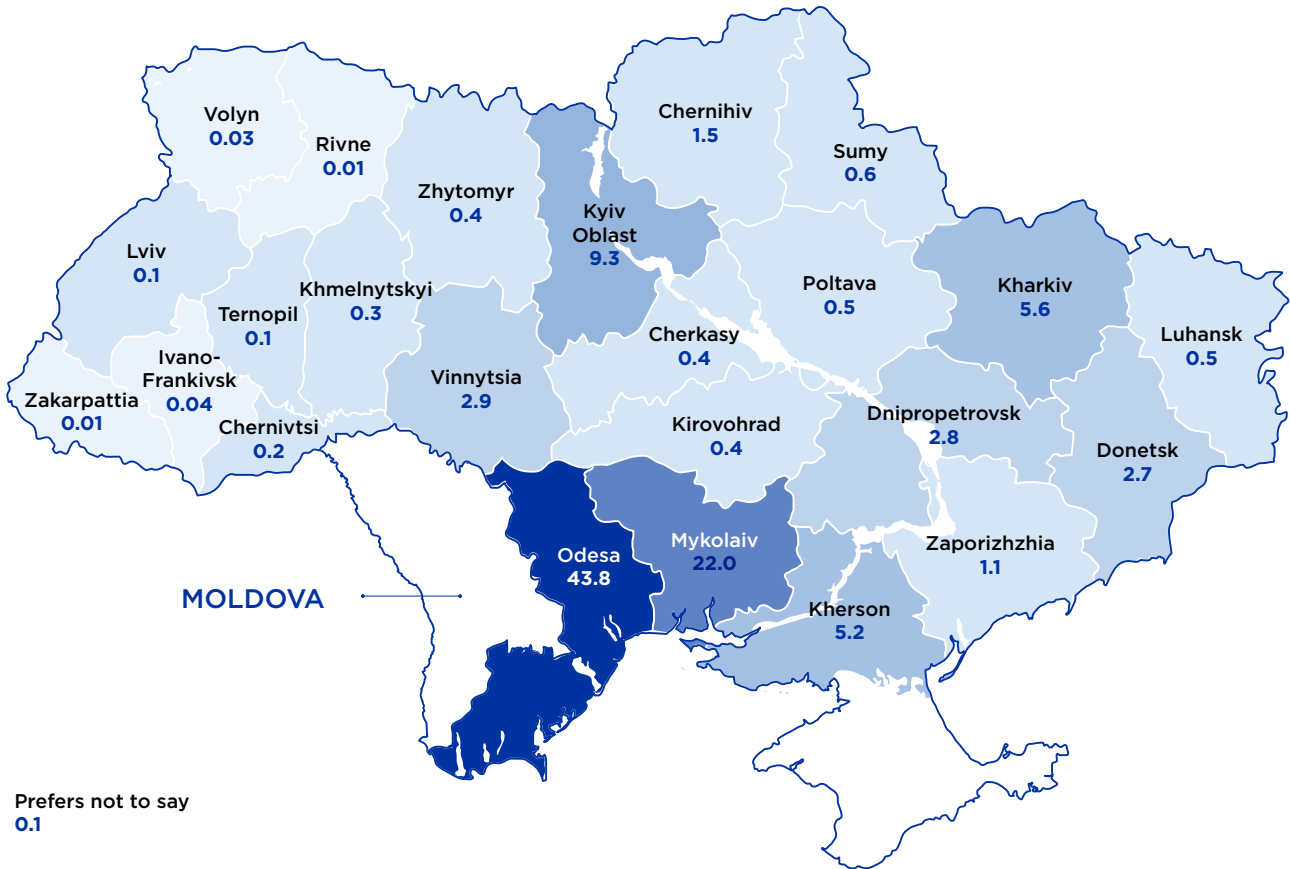 Volyn
0.03
Rivne
0.01
Zhytomyr
0.4
Kyiv
Oblast
9.3
Chernihiv
1.5
Sumy
0.6
Lviv
0.1
Ternopil
0.1
Khmelnytskyi
0.3
Cherkasy
0.4
Poltava
0.5
Kharkiv
5.6
Luhansk
0.5
Ivano-
Frankivsk
0.04
Zakarpattia
0.01
Chernivtsi
0.2
Vinnytsia
2.9
Kirovohrad
0.4
Dnipropetrovsk
2.8
Donetsk
2.7
Odesa
43.8
Mykolaiv
22.0
Zaporizhzhia
1.1
Kherson
5.2
MOLDOVA
Prefers not to say
0.1